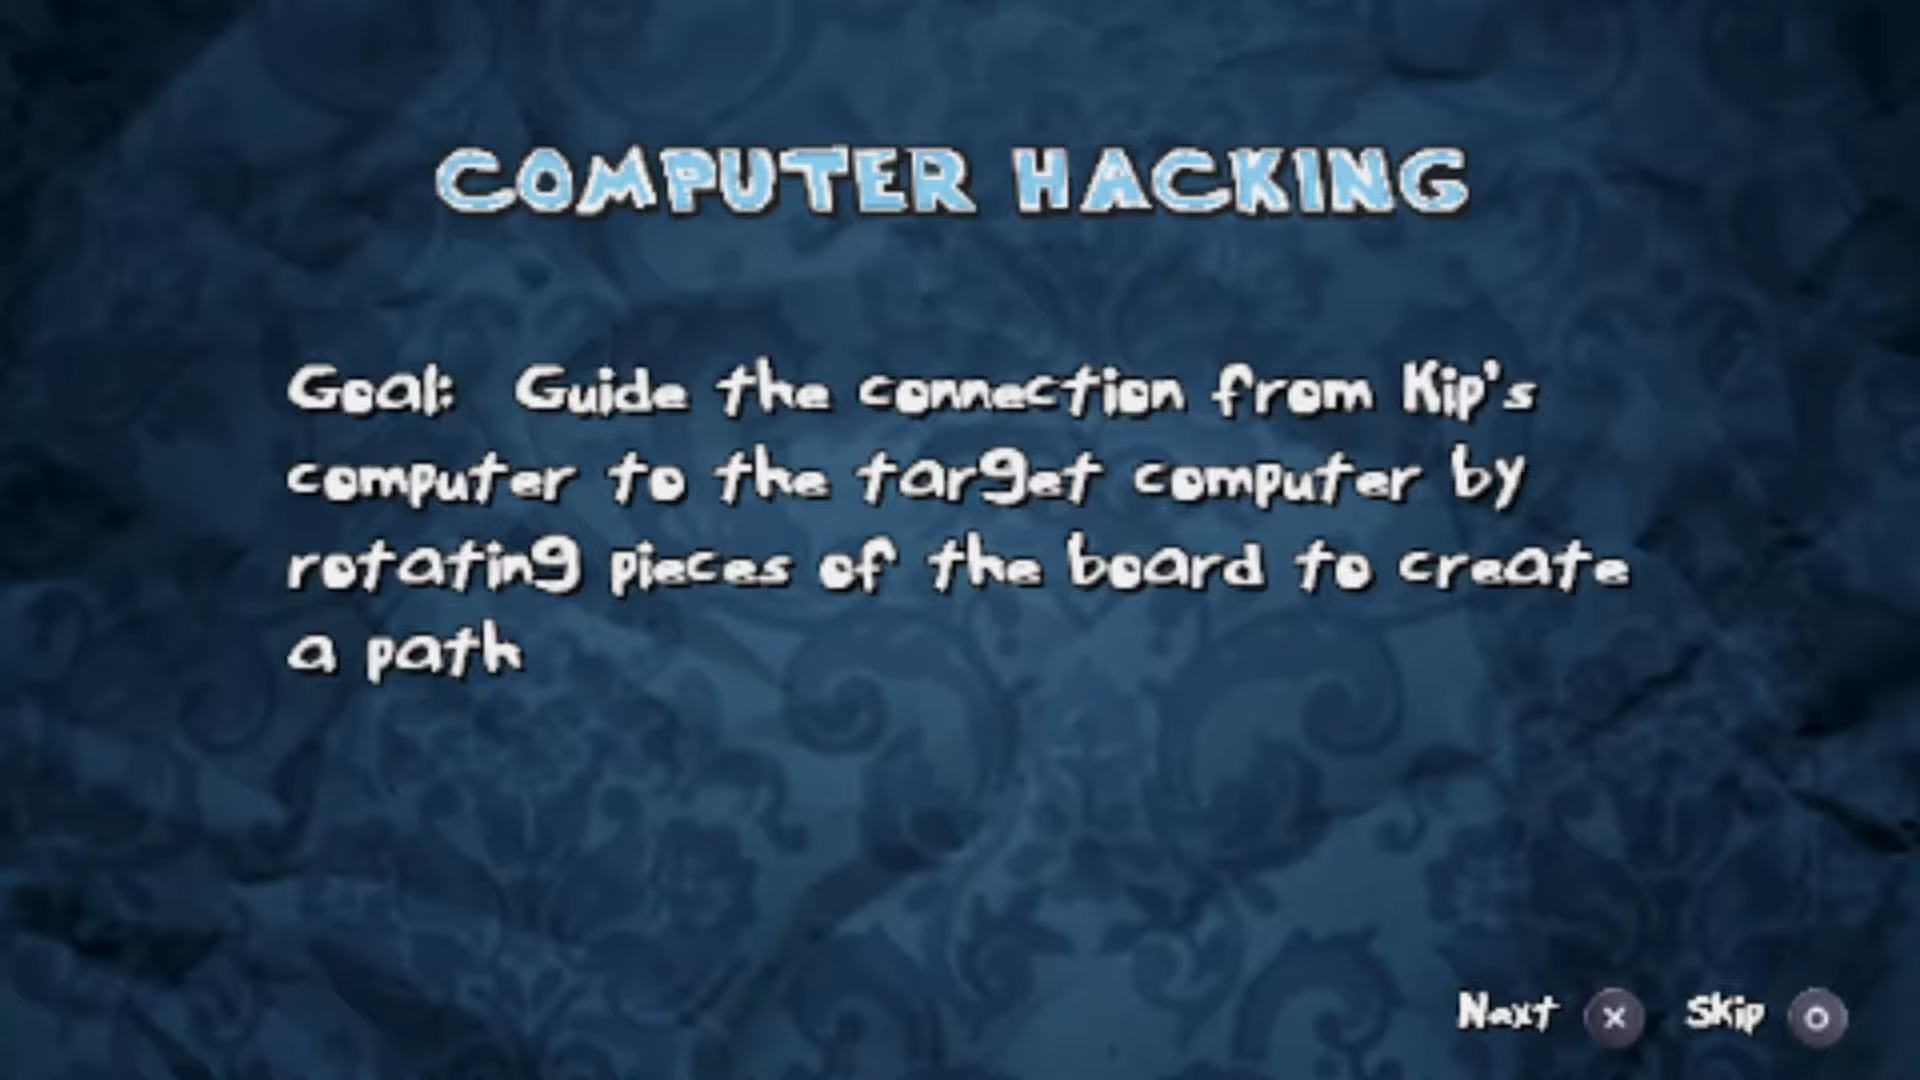 COMPUTER HACKING
Goal: Guide the connection from Kip's
computer to the target computer by
rotating pieces of the board to create
a path
Next X Skip O